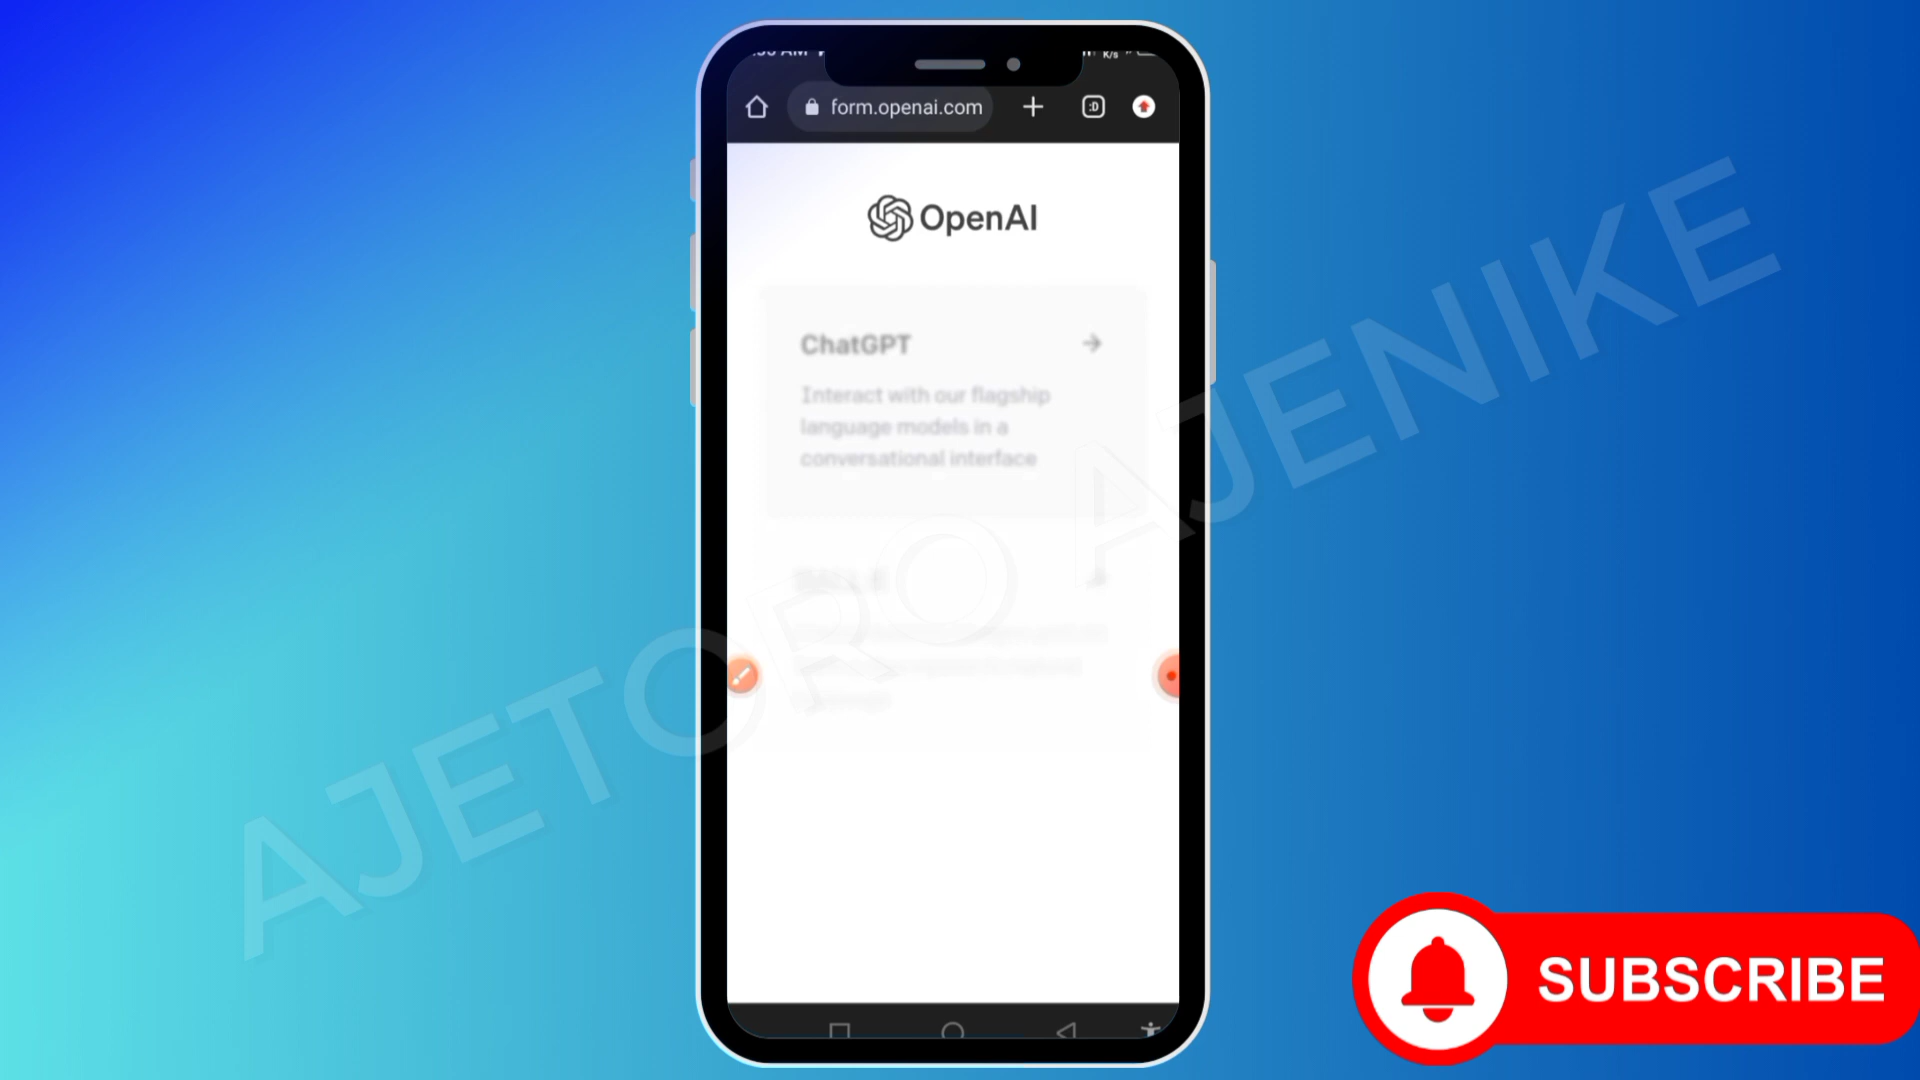 form.openai.com
:D
OpenAI
ChatGPT
Interact with our flagship
language models in a
conversational interface
AJETORO AJENIKE
SUBSCRIBE